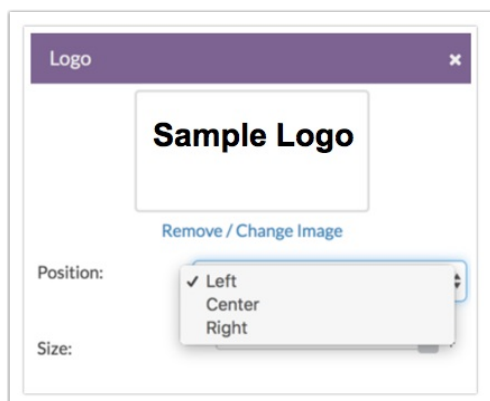 Logo ×
Sample Logo
Remove / Change Image
Position:
✓ Left
Center
Right
Size: